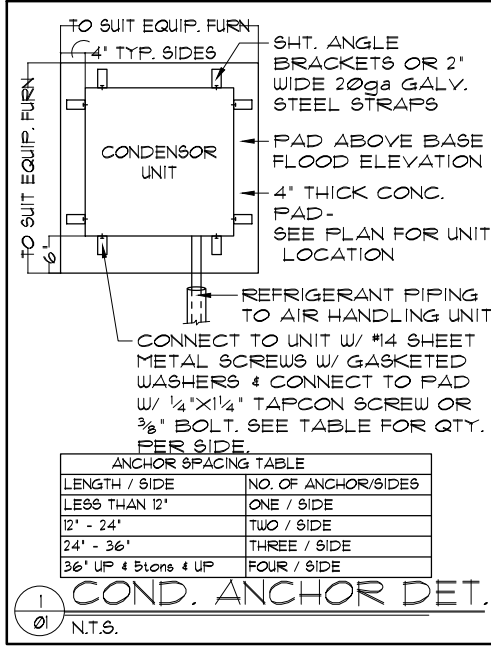 TO SUIT EQUIP. FURN
4" TYP. SIDES
TO SUIT EQUIP. FURN
6"
CONDENSOR
UNIT
SHT. ANGLE
BRACKETS OR 2"
WIDE 20ga GALV.
STEEL STRAPS
PAD ABOVE BASE
FLOOD ELEVATION
4" THICK CONC.
PAD-
SEE PLAN FOR UNIT
LOCATION
REFRIGERANT PIPING
TO AIR HANDLING UNIT
CONNECT TO UNIT W/ #14 SHEET
METAL SCREWS W/ GASKETED
WASHERS & CONNECT TO PAD
W/ 1/4"X1 1/4" TAPCON SCREW OR
3/8" BOLT. SEE TABLE FOR QTY.
PER SIDE.
ANCHOR SPACING TABLE
LENGTH / SIDE NO. OF ANCHOR/SIDES
LESS THAN 12" ONE / SIDE
12" - 24" TWO / SIDE
24" - 36" THREE / SIDE
36" UP & 5tons & UP FOUR / SIDE
1
01
COND. ANCHOR DET.
N.T.S.